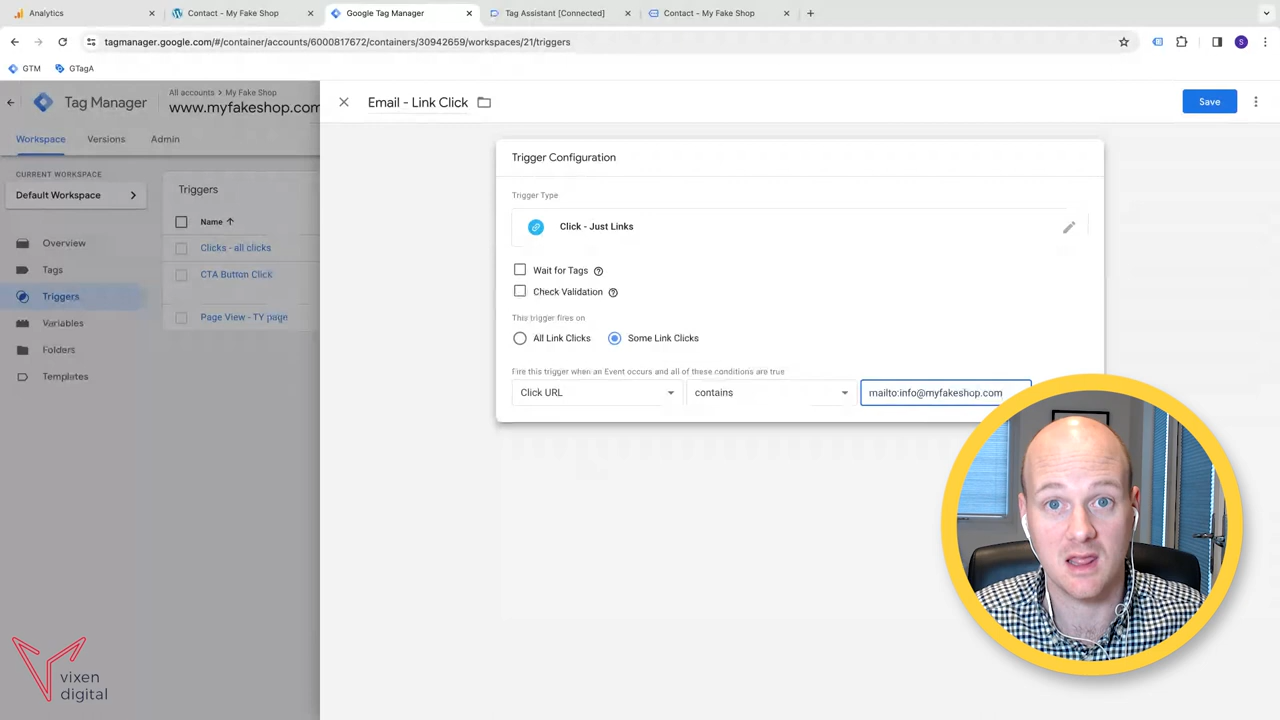 Analytics
Contact - My Fake Shop
Google Tag Manager
Tag Assistant [Connected]
Contact - My Fake Shop
tagmanager.google.com/#/container/accounts/6000817672/containers/30942659/workspaces/21/triggers
S
GTM
GTagA
Tag Manager
All accounts > My Fake Shop
www.myfakeshop.com
Email - Link Click
Save
Workspace
Versions
Admin
CURRENT WORKSPACE
Default Workspace
Triggers
Name
Overview
Clicks - all clicks
Tags
CTA Button Click
Triggers
Page View - TY page
Variables
Folders
Templates
Trigger Configuration
Trigger Type
Click - Just Links
Wait for Tags
Check Validation
This trigger fires on
All Link Clicks
Some Link Clicks
Fire this trigger when an Event occurs and all of these conditions are true
Click URL
contains
mailto:info@myfakeshop.com
vixen
digital